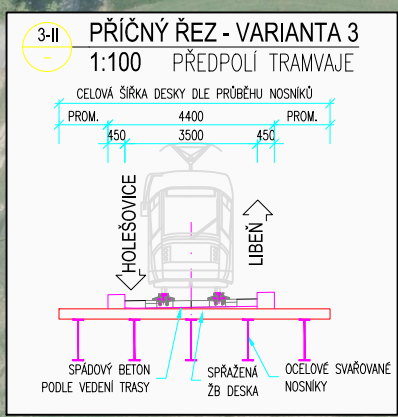 3-II
PŘÍČNÝ ŘEZ - VARIANTA 3
1:100 PŘEDPOLÍ TRAMVAJE
CELOVÁ ŠÍŘKA DESKY DLE PRŮBĚHU NOSNÍKŮ
PROM. 4400 PROM.
450 3500 450
HOLEŠOVICE
LIBEŇ
SPÁDOVÝ BETON
PODLE VEDENÍ TRASY
SPŘAŽENÁ
ŽB DESKA
OCELOVÉ SVAŘOVANÉ
NOSNÍKY